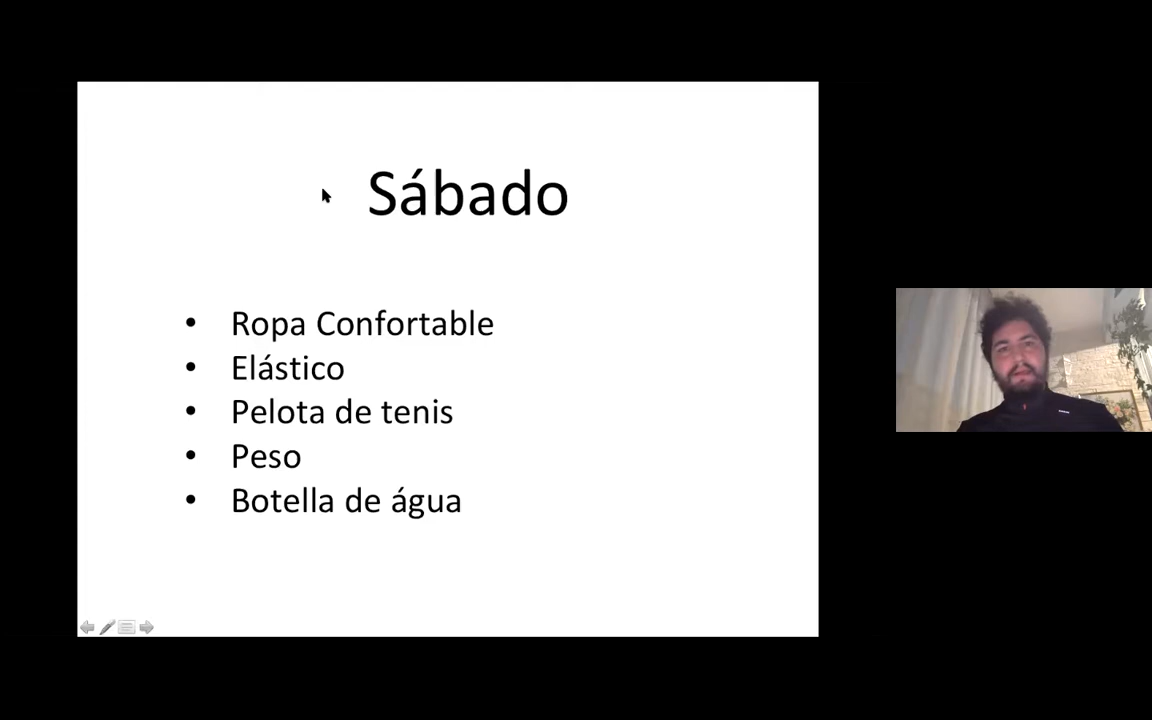 Sábado
• Ropa Confortable
• Elástico
• Pelota de tenis
• Peso
• Botella de água